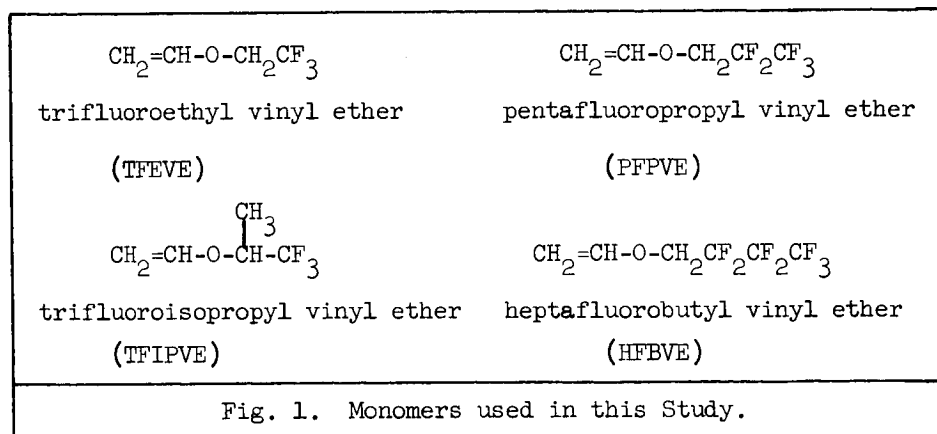 CH2=CH-O-CH2CF3    CH2=CH-O-CH2CF2CF3
trifluoroethyl vinyl ether    pentafluoropropyl vinyl ether
(TFEVE)    (PFPVE)
CH3
CH2=CH-O-CH-CF3    CH2=CH-O-CH2CF2CF2CF3
trifluoroisopropyl vinyl ether    heptafluorobutyl vinyl ether
(TFIPVE)    (HFBVE)
Fig. 1. Monomers used in this Study.